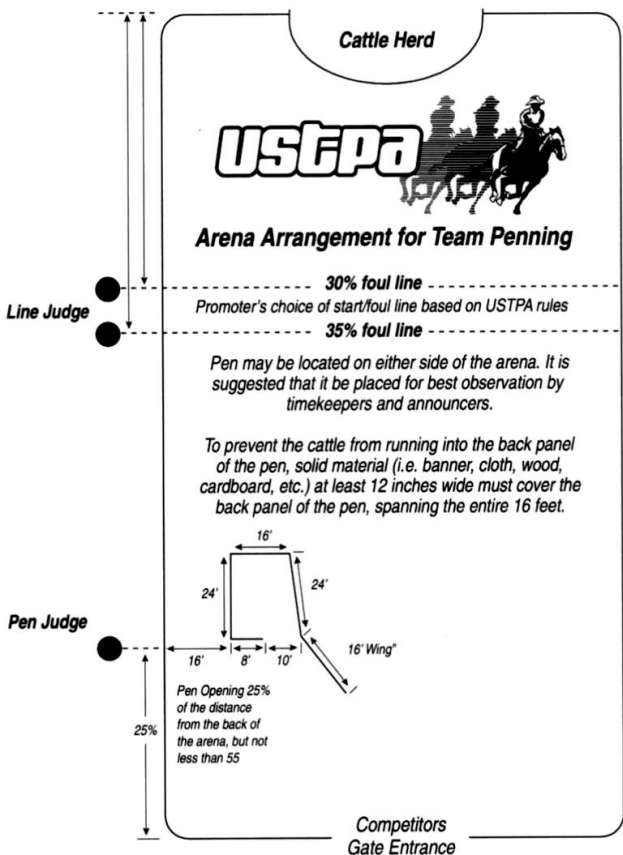 Cattle Herd
ustpa
Arena Arrangement for Team Penning
30% foul line
Line Judge
Promoter's choice of start/foul line based on USTPA rules
35% foul line
Pen may be located on either side of the arena. It is
suggested that it be placed for best observation by
timekeepers and announcers.
To prevent the cattle from running into the back panel
of the pen, solid material (i.e. banner, cloth, wood,
cardboard, etc.) at least 12 inches wide must cover the
back panel of the pen, spanning the entire 16 feet.
16'
24'
24'
Pen Judge
16'
8'
10'
16' Wing"
Pen Opening 25%
of the distance
from the back of
the arena, but not
less than 55
25%
Competitors
Gate Entrance